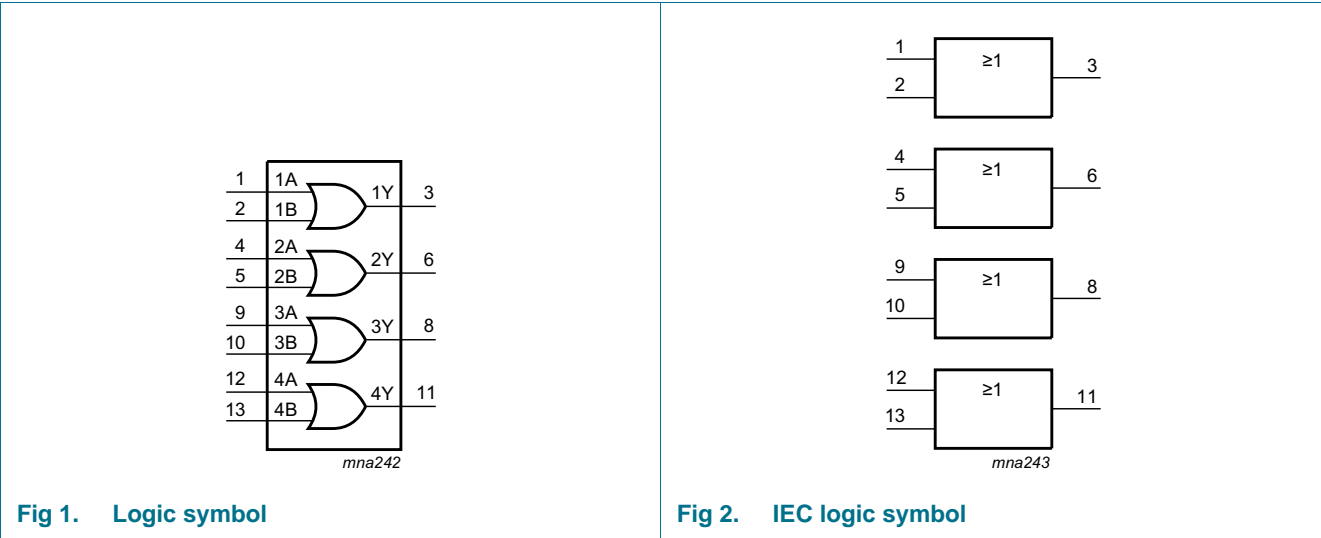 1 1A 1Y 3
2 1B
4 2A 2Y 6
5 2B
9 3A 3Y 8
10 3B
12 4A 4Y 11
13 4B
mna242
Fig 1. Logic symbol
1 ≥1 3
2
4 ≥1 6
5
9 ≥1 8
10
12 ≥1 11
13
mna243
Fig 2. IEC logic symbol